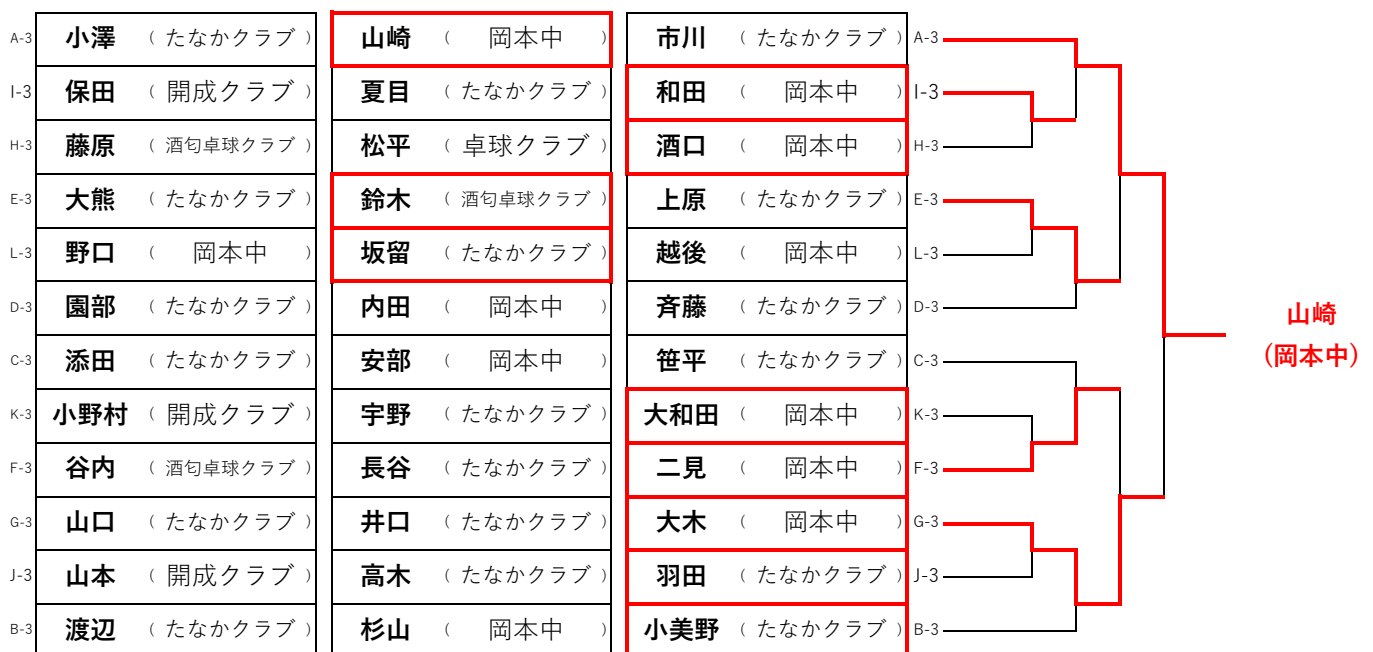 A-3 小澤 （ たなかクラブ ） 山崎 （ 岡本中 ） 市川 （ たなかクラブ ） A-3
I-3 保田 （ 開成クラブ ） 夏目 （ たなかクラブ ） 和田 （ 岡本中 ） I-3
H-3 藤原 （ 酒匂卓球クラブ ） 松平 （ 卓球クラブ ） 酒口 （ 岡本中 ） H-3
E-3 大熊 （ たなかクラブ ） 鈴木 （ 酒匂卓球クラブ ） 上原 （ たなかクラブ ） E-3
L-3 野口 （ 岡本中 ） 坂留 （ たなかクラブ ） 越後 （ 岡本中 ） L-3
D-3 園部 （ たなかクラブ ） 内田 （ 岡本中 ） 斉藤 （ たなかクラブ ） D-3
C-3 添田 （ たなかクラブ ） 安部 （ 岡本中 ） 笹平 （ たなかクラブ ） C-3
K-3 小野村 （ 開成クラブ ） 宇野 （ たなかクラブ ） 大和田 （ 岡本中 ） K-3
F-3 谷内 （ 酒匂卓球クラブ ） 長谷 （ たなかクラブ ） 二見 （ 岡本中 ） F-3
G-3 山口 （ たなかクラブ ） 井口 （ たなかクラブ ） 大木 （ 岡本中 ） G-3
J-3 山本 （ 開成クラブ ） 高木 （ たなかクラブ ） 羽田 （ たなかクラブ ） J-3
B-3 渡辺 （ たなかクラブ ） 杉山 （ 岡本中 ） 小美野 （ たなかクラブ ） B-3
山崎
(岡本中)